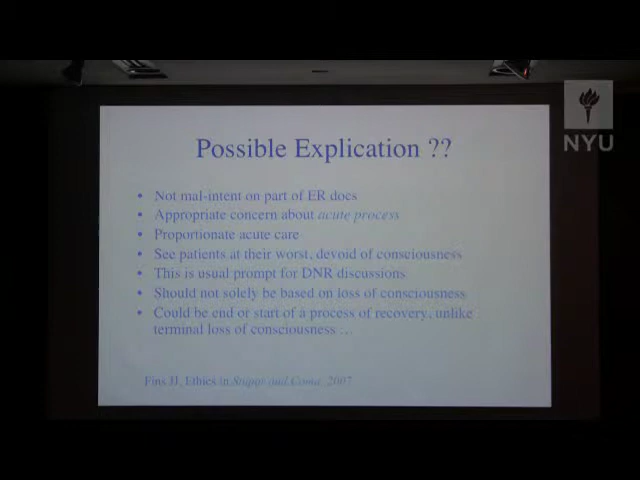 NYU
Possible Explication ??
• Not mal-intent on part of ER docs
• Appropriate concern about acute process
• Proportionate acute care
• See patients at their worst, devoid of consciousness
• This is usual prompt for DNR discussions
• Should not solely be based on loss of consciousness
• Could be end or start of a process of recovery, unlike
terminal loss of consciousness …
Fins JJ, Ethics in Stupor and Coma, 2007